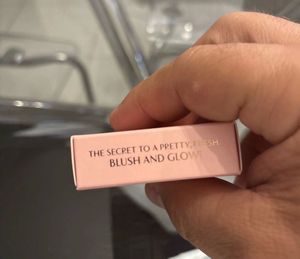 THE SECRET TO A PRETTY, FRESH
BLUSH AND GLOW!